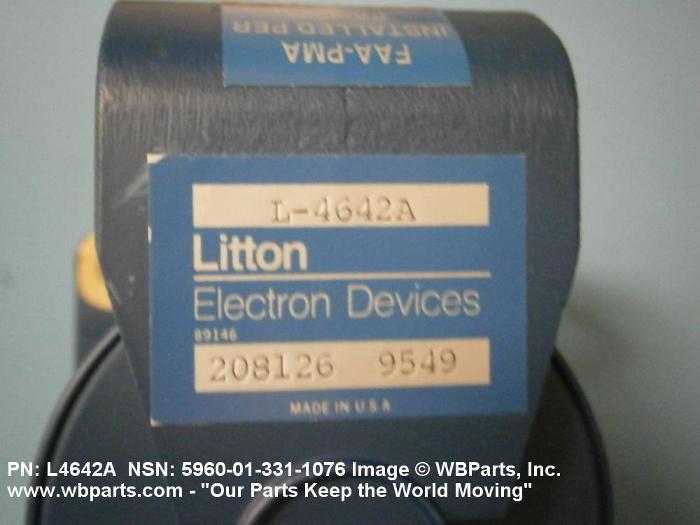 FAA-PMA
INSTALLED PER
L-4642A
Litton
Electron Devices
89146
208126 9549
MADE IN U.S.A
PN: L4642A NSN: 5960-01-331-1076 Image © WBParts, Inc.
www.wbparts.com - "Our Parts Keep the World Moving"